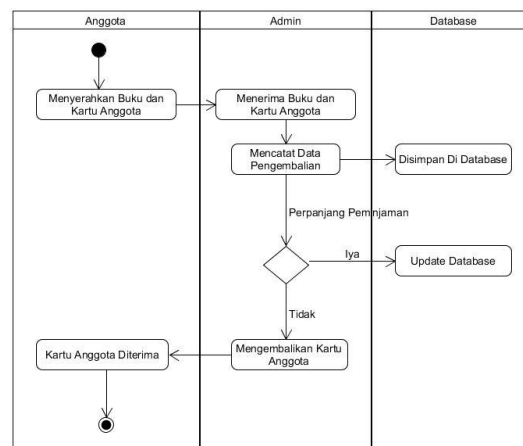 Anggota
Admin
Database
Menyerahkan Buku dan
Kartu Anggota
Menerima Buku dan
Kartu Anggota
Mencatat Data
Pengembalian
Disimpan Di Database
Perpanjang Peminjaman
Iya
Update Database
Tidak
Kartu Anggota Diterima
Mengembalikan Kartu
Anggota